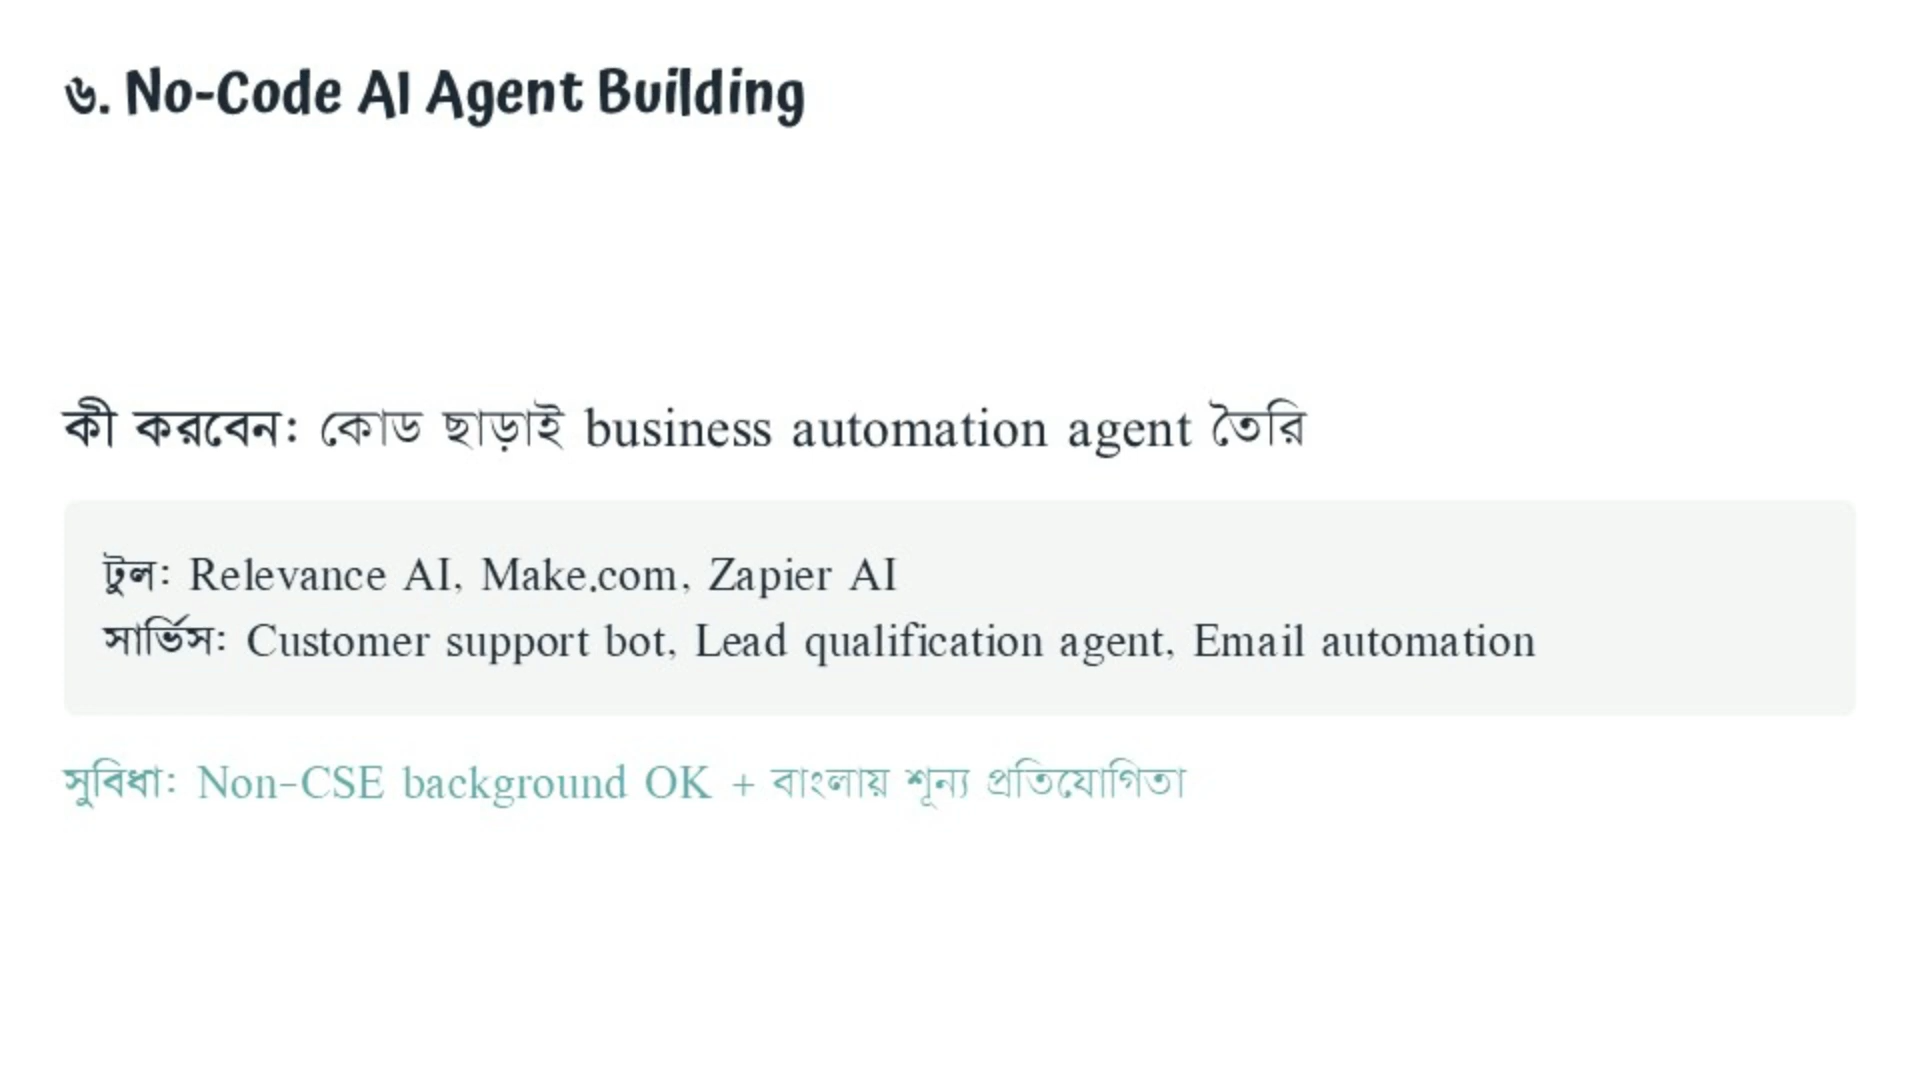 ৬. No-Code AI Agent Building
কী করবেন: কোড ছাড়াই business automation agent তৈরি
টুল: Relevance AI, Make.com, Zapier AI
সার্ভিস: Customer support bot, Lead qualification agent, Email automation
সুবিধা: Non-CSE background OK + বাংলায় শূন্য প্রতিযোগিতা